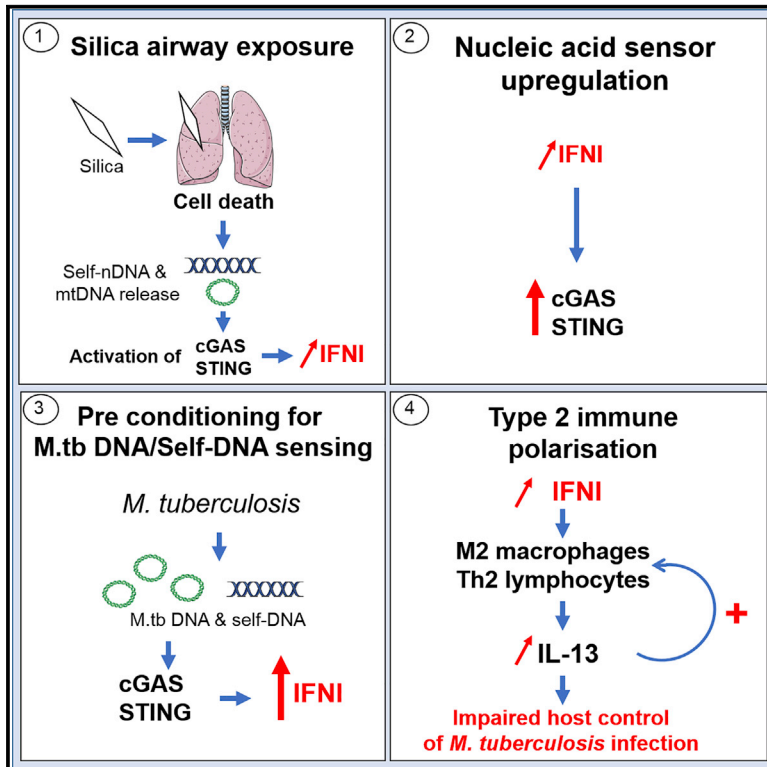 1
Silica airway exposure
Silica
Cell death
Self-nDNA &
mtDNA release
Activation of cGAS
STING
IFNI
2
Nucleic acid sensor
upregulation
IFNI
cGAS
STING
3
Pre conditioning for
M.tb DNA/Self-DNA sensing
M. tuberculosis
M.tb DNA & self-DNA
cGAS
STING
IFNI
4
Type 2 immune
polarisation
IFNI
M2 macrophages
Th2 lymphocytes
+
IL-13
Impaired host control
of M. tuberculosis infection